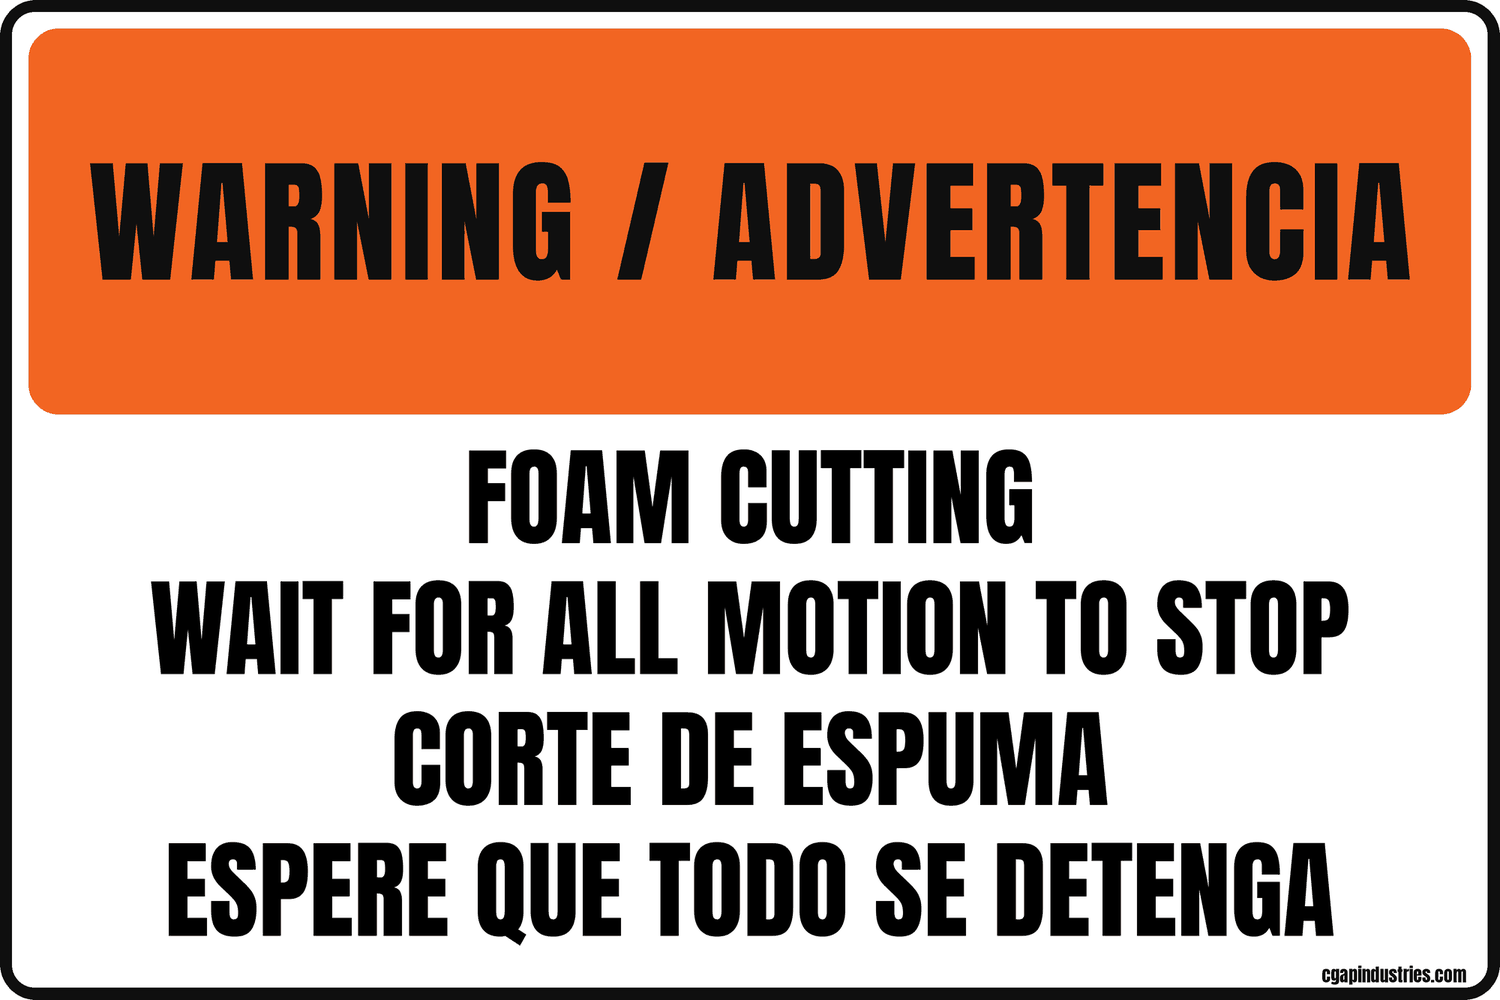 WARNING / ADVERTENCIA
FOAM CUTTING
WAIT FOR ALL MOTION TO STOP
CORTE DE ESPUMA
ESPERE QUE TODO SE DETENGA
cgapindustries.com